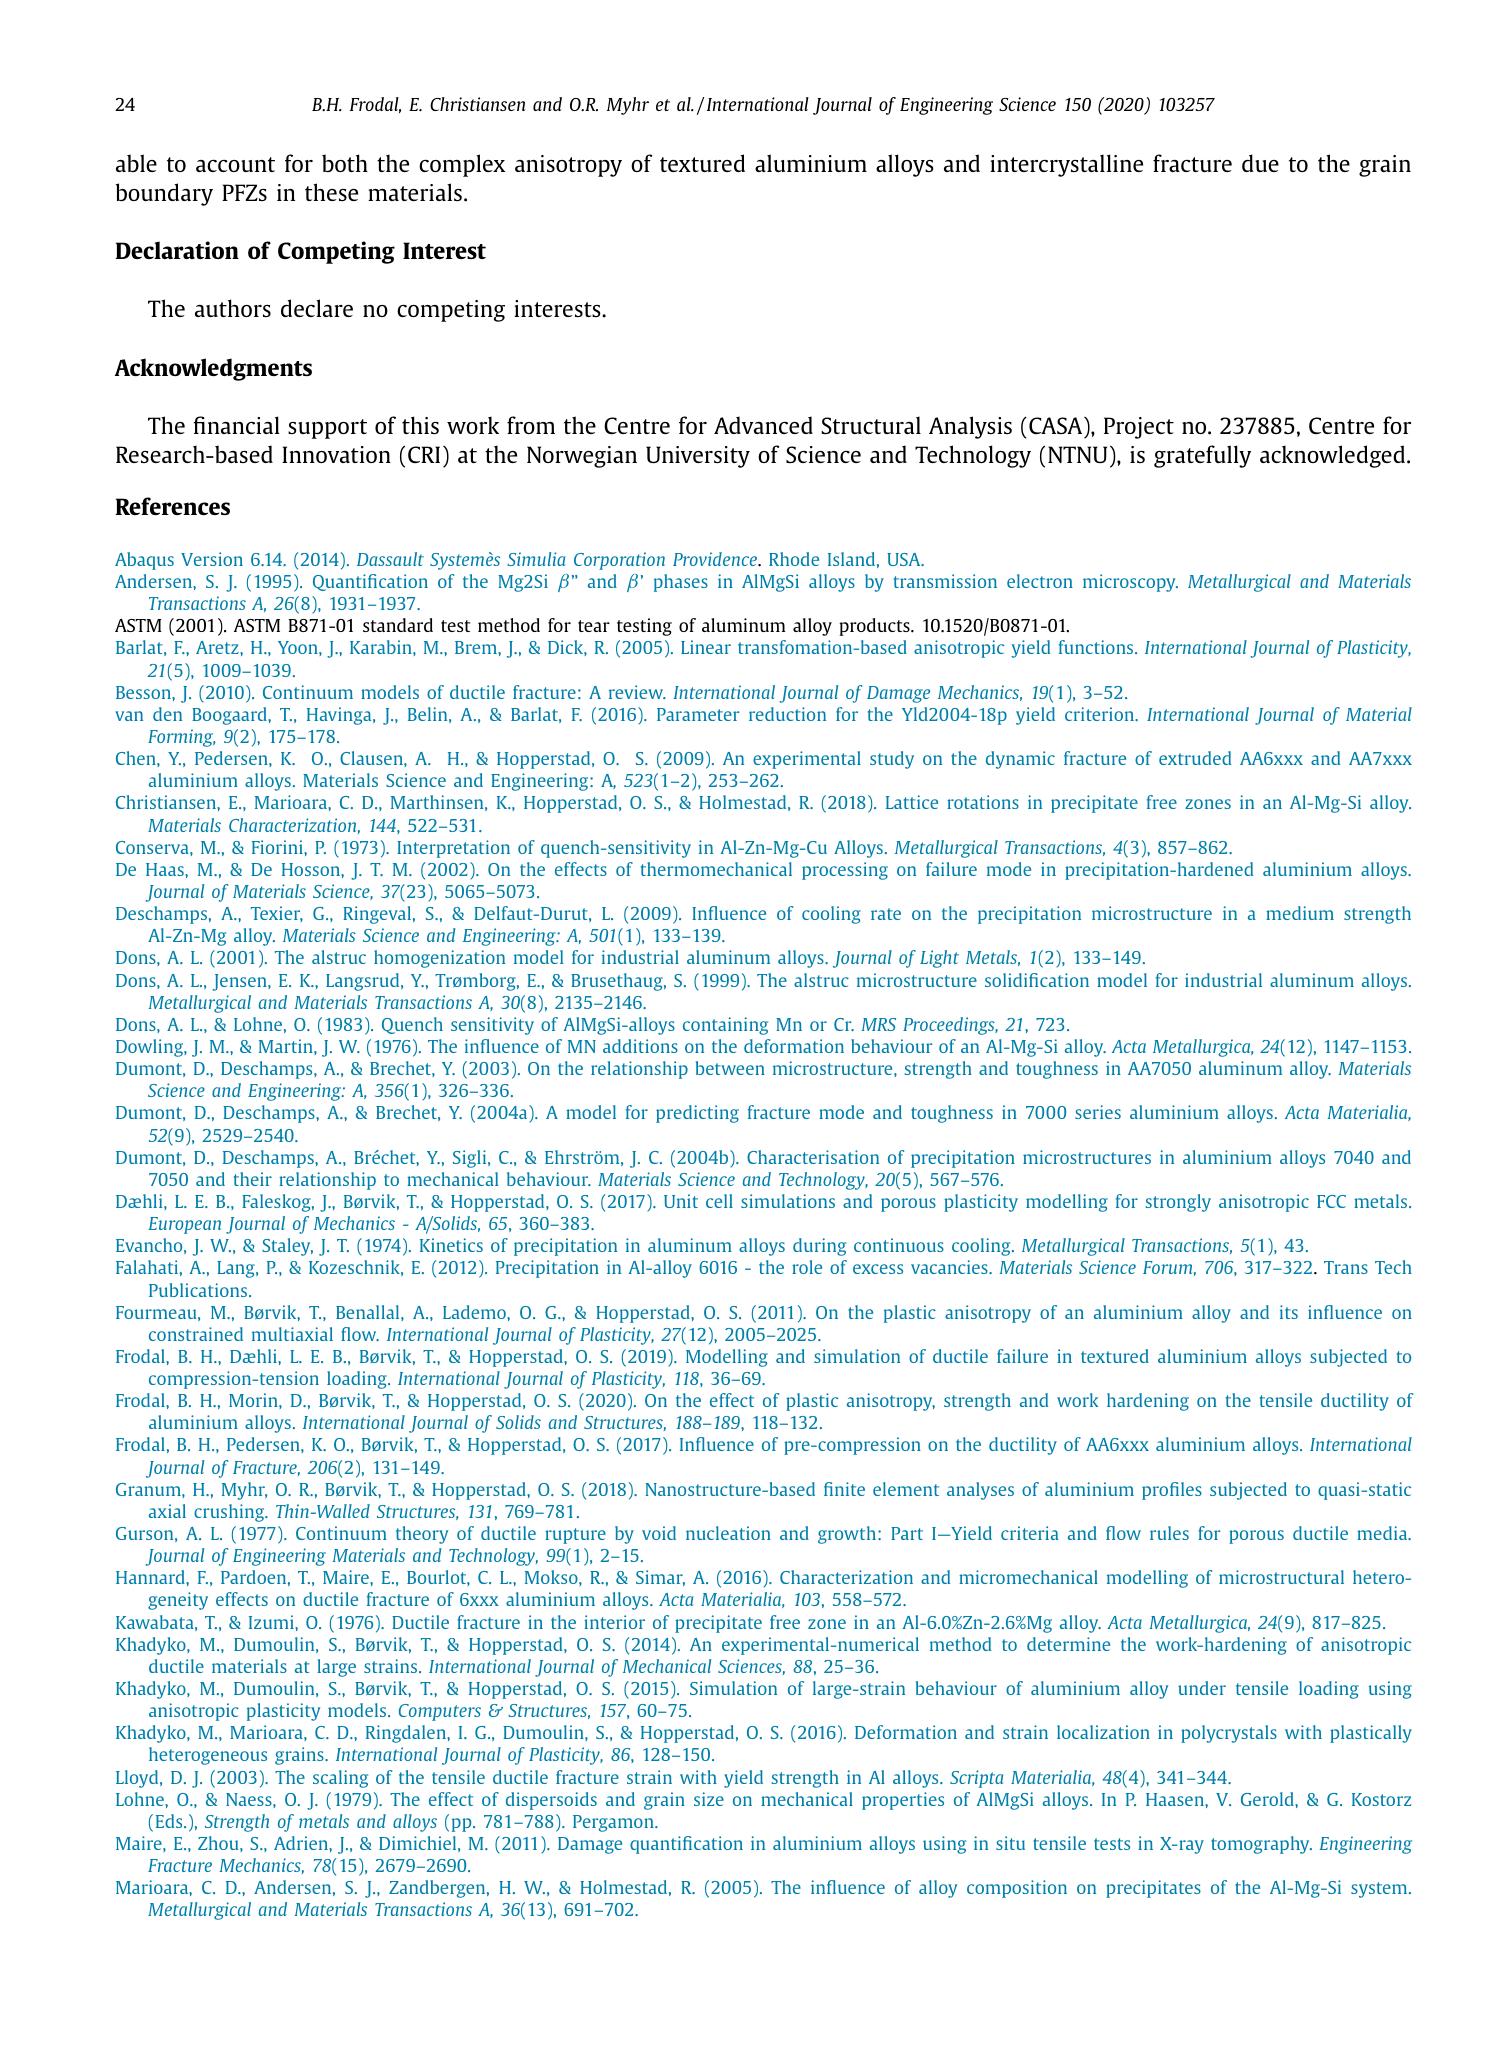 24 B.H. Frodal, E. Christiansen and O.R. Myhr et al. / International Journal of Engineering Science 150 (2020) 103257
able to account for both the complex anisotropy of textured aluminium alloys and intercrystalline fracture due to the grain
boundary PFZs in these materials.
Declaration of Competing Interest
The authors declare no competing interests.
Acknowledgments
The financial support of this work from the Centre for Advanced Structural Analysis (CASA), Project no. 237885, Centre for
Research-based Innovation (CRI) at the Norwegian University of Science and Technology (NTNU), is gratefully acknowledged.
References
Abaqus Version 6.14. (2014). Dassault Systemès Simulia Corporation Providence. Rhode Island, USA.
Andersen, S. J. (1995). Quantification of the Mg2Si β” and β’ phases in AlMgSi alloys by transmission electron microscopy. Metallurgical and Materials
Transactions A, 26(8), 1931–1937.
ASTM (2001). ASTM B871-01 standard test method for tear testing of aluminum alloy products. 10.1520/B0871-01.
Barlat, F., Aretz, H., Yoon, J., Karabin, M., Brem, J., & Dick, R. (2005). Linear transfomation-based anisotropic yield functions. International Journal of Plasticity,
21(5), 1009–1039.
Besson, J. (2010). Continuum models of ductile fracture: A review. International Journal of Damage Mechanics, 19(1), 3–52.
van den Boogaard, T., Havinga, J., Belin, A., & Barlat, F. (2016). Parameter reduction for the Yld2004-18p yield criterion. International Journal of Material
Forming, 9(2), 175–178.
Chen, Y., Pedersen, K. O., Clausen, A. H., & Hopperstad, O. S. (2009). An experimental study on the dynamic fracture of extruded AA6xxx and AA7xxx
aluminium alloys. Materials Science and Engineering: A, 523(1–2), 253–262.
Christiansen, E., Marioara, C. D., Marthinsen, K., Hopperstad, O. S., & Holmestad, R. (2018). Lattice rotations in precipitate free zones in an Al-Mg-Si alloy.
Materials Characterization, 144, 522–531.
Conserva, M., & Fiorini, P. (1973). Interpretation of quench-sensitivity in Al-Zn-Mg-Cu Alloys. Metallurgical Transactions, 4(3), 857–862.
De Haas, M., & De Hosson, J. T. M. (2002). On the effects of thermomechanical processing on failure mode in precipitation-hardened aluminium alloys.
Journal of Materials Science, 37(23), 5065–5073.
Deschamps, A., Texier, G., Ringeval, S., & Delfaut-Durut, L. (2009). Influence of cooling rate on the precipitation microstructure in a medium strength
Al-Zn-Mg alloy. Materials Science and Engineering: A, 501(1), 133–139.
Dons, A. L. (2001). The alstruc homogenization model for industrial aluminum alloys. Journal of Light Metals, 1(2), 133–149.
Dons, A. L., Jensen, E. K., Langsrud, Y., Trømborg, E., & Brusethaug, S. (1999). The alstruc microstructure solidification model for industrial aluminum alloys.
Metallurgical and Materials Transactions A, 30(8), 2135–2146.
Dons, A. L., & Lohne, O. (1983). Quench sensitivity of AlMgSi-alloys containing Mn or Cr. MRS Proceedings, 21, 723.
Dowling, J. M., & Martin, J. W. (1976). The influence of MN additions on the deformation behaviour of an Al-Mg-Si alloy. Acta Metallurgica, 24(12), 1147–1153.
Dumont, D., Deschamps, A., & Brechet, Y. (2003). On the relationship between microstructure, strength and toughness in AA7050 aluminum alloy. Materials
Science and Engineering: A, 356(1), 326–336.
Dumont, D., Deschamps, A., & Brechet, Y. (2004a). A model for predicting fracture mode and toughness in 7000 series aluminium alloys. Acta Materialia,
52(9), 2529–2540.
Dumont, D., Deschamps, A., Bréchet, Y., Sigli, C., & Ehrström, J. C. (2004b). Characterisation of precipitation microstructures in aluminium alloys 7040 and
7050 and their relationship to mechanical behaviour. Materials Science and Technology, 20(5), 567–576.
Dæhli, L. E. B., Faleskog, J., Børvik, T., & Hopperstad, O. S. (2017). Unit cell simulations and porous plasticity modelling for strongly anisotropic FCC metals.
European Journal of Mechanics - A/Solids, 65, 360–383.
Evancho, J. W., & Staley, J. T. (1974). Kinetics of precipitation in aluminum alloys during continuous cooling. Metallurgical Transactions, 5(1), 43.
Falahati, A., Lang, P., & Kozeschnik, E. (2012). Precipitation in Al-alloy 6016 - the role of excess vacancies. Materials Science Forum, 706, 317–322. Trans Tech
Publications.
Fourmeau, M., Børvik, T., Benallal, A., Lademo, O. G., & Hopperstad, O. S. (2011). On the plastic anisotropy of an aluminium alloy and its influence on
constrained multiaxial flow. International Journal of Plasticity, 27(12), 2005–2025.
Frodal, B. H., Dæhli, L. E. B., Børvik, T., & Hopperstad, O. S. (2019). Modelling and simulation of ductile failure in textured aluminium alloys subjected to
compression-tension loading. International Journal of Plasticity, 118, 36–69.
Frodal, B. H., Morin, D., Børvik, T., & Hopperstad, O. S. (2020). On the effect of plastic anisotropy, strength and work hardening on the tensile ductility of
aluminium alloys. International Journal of Solids and Structures, 188–189, 118–132.
Frodal, B. H., Pedersen, K. O., Børvik, T., & Hopperstad, O. S. (2017). Influence of pre-compression on the ductility of AA6xxx aluminium alloys. International
Journal of Fracture, 206(2), 131–149.
Granum, H., Myhr, O. R., Børvik, T., & Hopperstad, O. S. (2018). Nanostructure-based finite element analyses of aluminium profiles subjected to quasi-static
axial crushing. Thin-Walled Structures, 131, 769–781.
Gurson, A. L. (1977). Continuum theory of ductile rupture by void nucleation and growth: Part I—Yield criteria and flow rules for porous ductile media.
Journal of Engineering Materials and Technology, 99(1), 2–15.
Hannard, F., Pardoen, T., Maire, E., Bourlot, C. L., Mokso, R., & Simar, A. (2016). Characterization and micromechanical modelling of microstructural hetero-
geneity effects on ductile fracture of 6xxx aluminium alloys. Acta Materialia, 103, 558–572.
Kawabata, T., & Izumi, O. (1976). Ductile fracture in the interior of precipitate free zone in an Al-6.0%Zn-2.6%Mg alloy. Acta Metallurgica, 24(9), 817–825.
Khadyko, M., Dumoulin, S., Børvik, T., & Hopperstad, O. S. (2014). An experimental-numerical method to determine the work-hardening of anisotropic
ductile materials at large strains. International Journal of Mechanical Sciences, 88, 25–36.
Khadyko, M., Dumoulin, S., Børvik, T., & Hopperstad, O. S. (2015). Simulation of large-strain behaviour of aluminium alloy under tensile loading using
anisotropic plasticity models. Computers & Structures, 157, 60–75.
Khadyko, M., Marioara, C. D., Ringdalen, I. G., Dumoulin, S., & Hopperstad, O. S. (2016). Deformation and strain localization in polycrystals with plastically
heterogeneous grains. International Journal of Plasticity, 86, 128–150.
Lloyd, D. J. (2003). The scaling of the tensile ductile fracture strain with yield strength in Al alloys. Scripta Materialia, 48(4), 341–344.
Lohne, O., & Naess, O. J. (1979). The effect of dispersoids and grain size on mechanical properties of AlMgSi alloys. In P. Haasen, V. Gerold, & G. Kostorz
(Eds.), Strength of metals and alloys (pp. 781–788). Pergamon.
Maire, E., Zhou, S., Adrien, J., & Dimichiel, M. (2011). Damage quantification in aluminium alloys using in situ tensile tests in X-ray tomography. Engineering
Fracture Mechanics, 78(15), 2679–2690.
Marioara, C. D., Andersen, S. J., Zandbergen, H. W., & Holmestad, R. (2005). The influence of alloy composition on precipitates of the Al-Mg-Si system.
Metallurgical and Materials Transactions A, 36(13), 691–702.